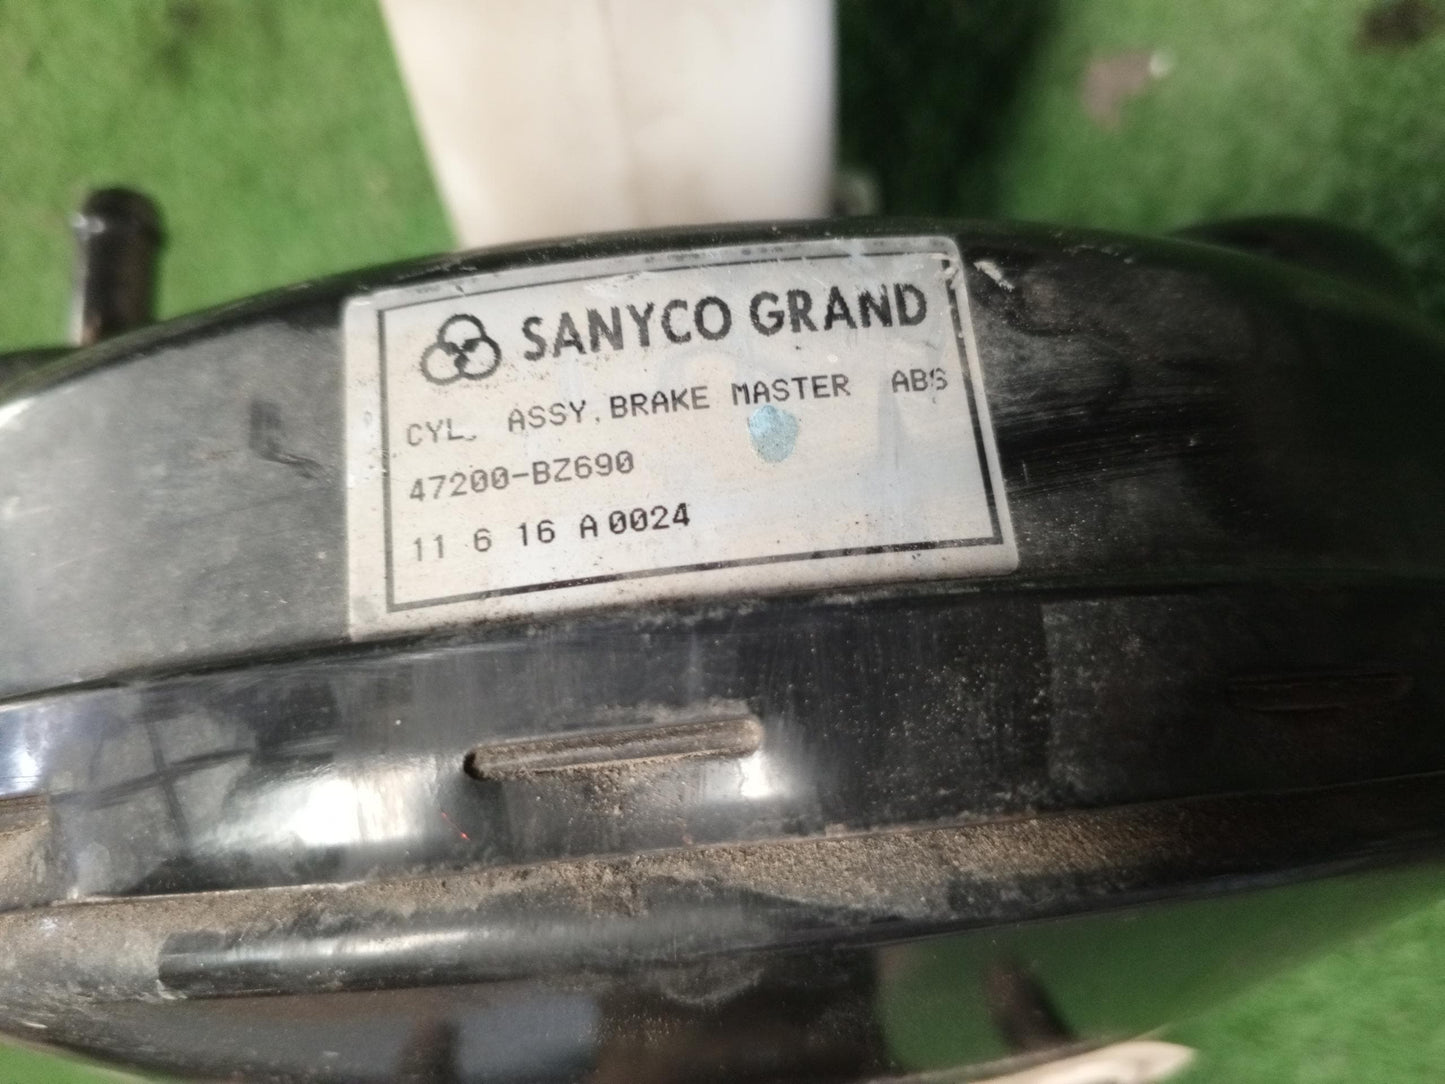 SANYCO GRAND
CYL. ASSY, BRAKE MASTER ABS
47200-BZ690
11 6 16 A 0024